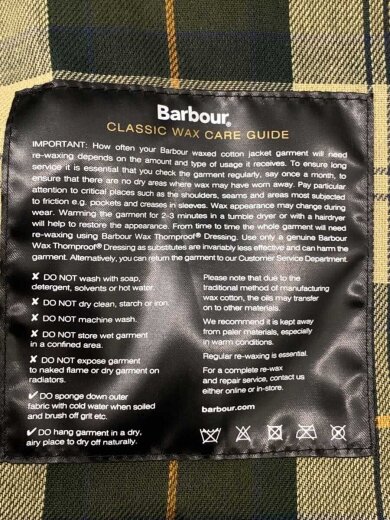 Barbour®
CLASSIC WAX CARE GUIDE
IMPORTANT: How often your Barbour waxed cotton jacket garment will need
re-waxing depends on the amount and type of usage it receives. To ensure long
service it is essential that you check the garment regularly, say once a month, to
ensure that there are no dry areas where wax may have worn away. Pay particular
attention to critical places such as the shoulders, seams and areas most subjected
to friction e.g. pockets and creases in sleeves. Wax appearance may change during
wear. Warming the garment for 2-3 minutes in a tumble dryer or with a hairdryer
will help to restore the appearance. From time to time the whole garment will need
re-waxing using Barbour Wax Thornproof® Dressing. Use only a genuine Barbour
Wax Thornproof® Dressing as substitutes are invariably less effective and can harm the
garment. Alternatively, you can return the garment to our Customer Service Department.
✘ DO NOT wash with soap,
detergent, solvents or hot water.
✘ DO NOT dry clean, starch or iron.
✘ DO NOT machine wash.
✘ DO NOT store wet garment
in a confined area.
✘ DO NOT expose garment
to naked flame or dry garment on
radiators.
✔ DO sponge down outer
fabric with cold water when soiled
and brush off grit etc.
✔ DO hang garment in a dry,
airy place to dry off naturally.
Please note that due to the
traditional method of manufacturing
wax cotton, the oils may transfer
on to other materials.
We recommend it is kept away
from paler materials, especially
in warm conditions.
Regular re-waxing is essential.
For a complete re-wax
and repair service, contact us
either online or in-store.
barbour.com